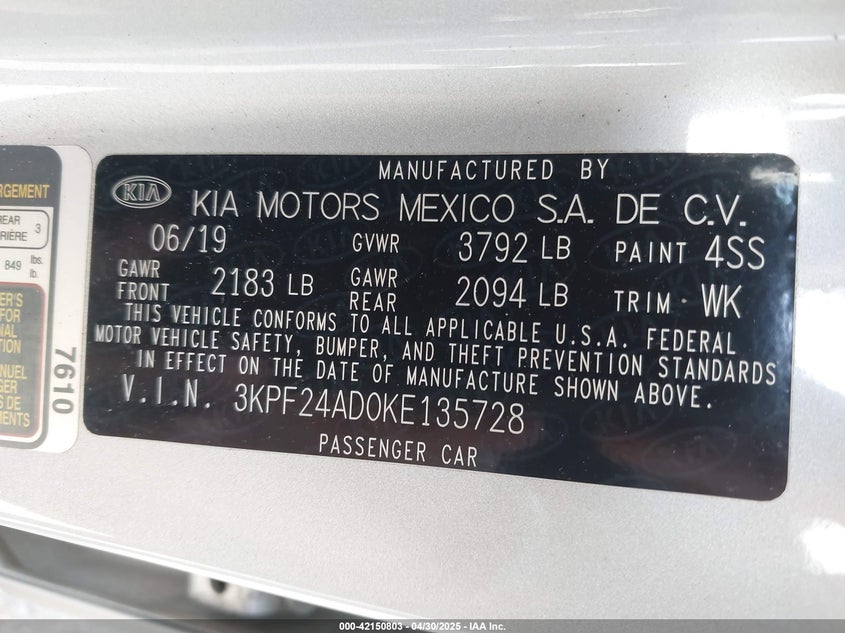 MANUFACTURED BY
KIA KIA MOTORS MEXICO S.A. DE C.V.
06/19 GVWR 3792 LB PAINT 4SS
GAWR FRONT 2183 LB GAWR REAR 2094 LB TRIM WK
THIS VEHICLE CONFORMS TO ALL APPLICABLE U.S.A. FEDERAL
MOTOR VEHICLE SAFETY, BUMPER, AND THEFT PREVENTION STANDARDS
IN EFFECT ON THE DATE OF MANUFACTURE SHOWN ABOVE.
V.I.N. 3KPF24AD0KE135728
PASSENGER CAR
3
849 lbs.
lb.
7610
000-42150803 - 04/30/2025 - IAA Inc.